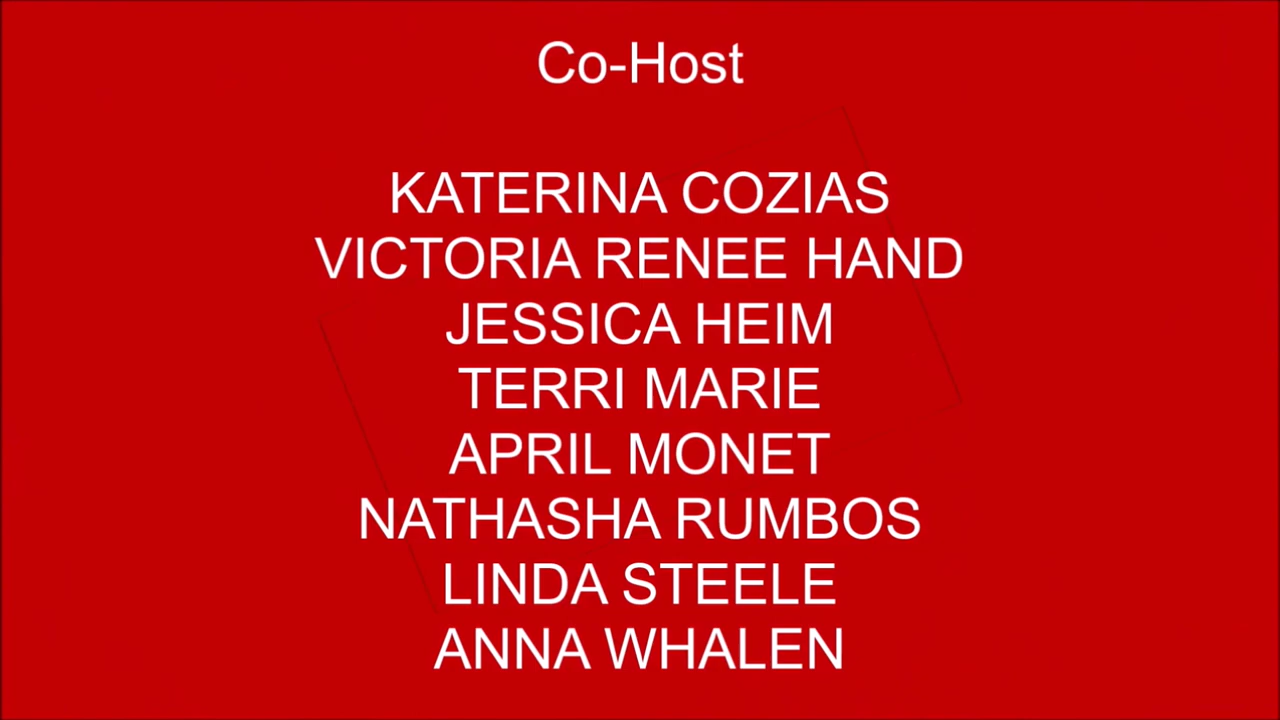 Co-Host
KATERINA COZIAS
VICTORIA RENEE HAND
JESSICA HEIM
TERRI MARIE
APRIL MONET
NATHASHA RUMBOS
LINDA STEELE
ANNA WHALEN